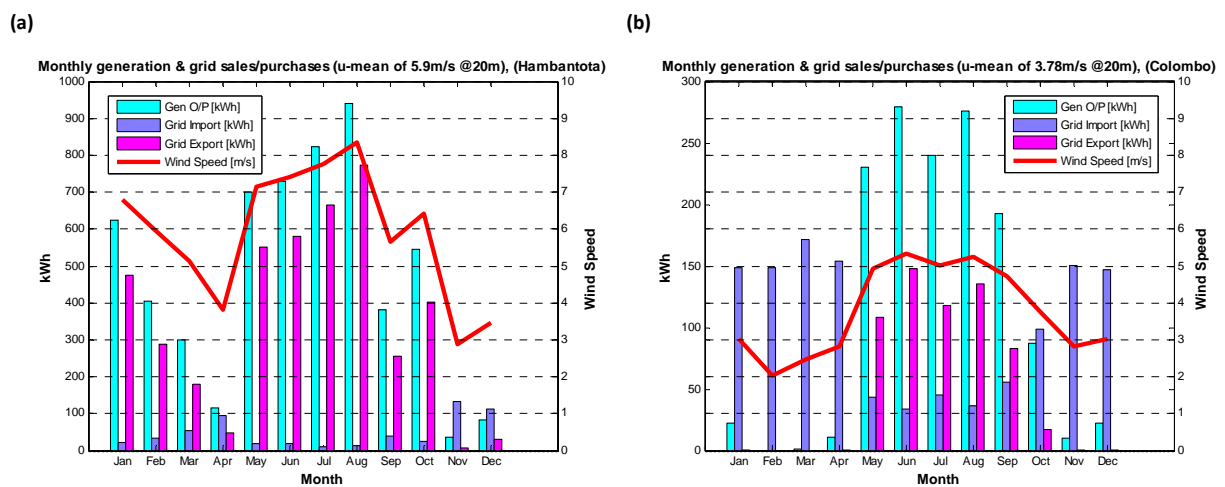 (a)
Monthly generation & grid sales/purchases (u-mean of 5.9m/s @20m), (Hambantota)
1000
900
800
700
600
500
400
300
200
100
0
kWh
10
9
8
7
6
5
4
3
2
1
0
Wind Speed
Gen O/P [kWh]
Grid Import [kWh]
Grid Export [kWh]
Wind Speed [m/s]
Jan Feb Mar Apr May Jun Jul Aug Sep Oct Nov Dec
Month
(b)
Monthly generation & grid sales/purchases (u-mean of 3.78m/s @20m), (Colombo)
300
250
200
150
100
50
0
kWh
10
9
8
7
6
5
4
3
2
1
0
Wind Speed
Gen O/P [kWh]
Grid Import [kWh]
Grid Export [kWh]
Wind Speed [m/s]
Jan Feb Mar Apr May Jun Jul Aug Sep Oct Nov Dec
Month